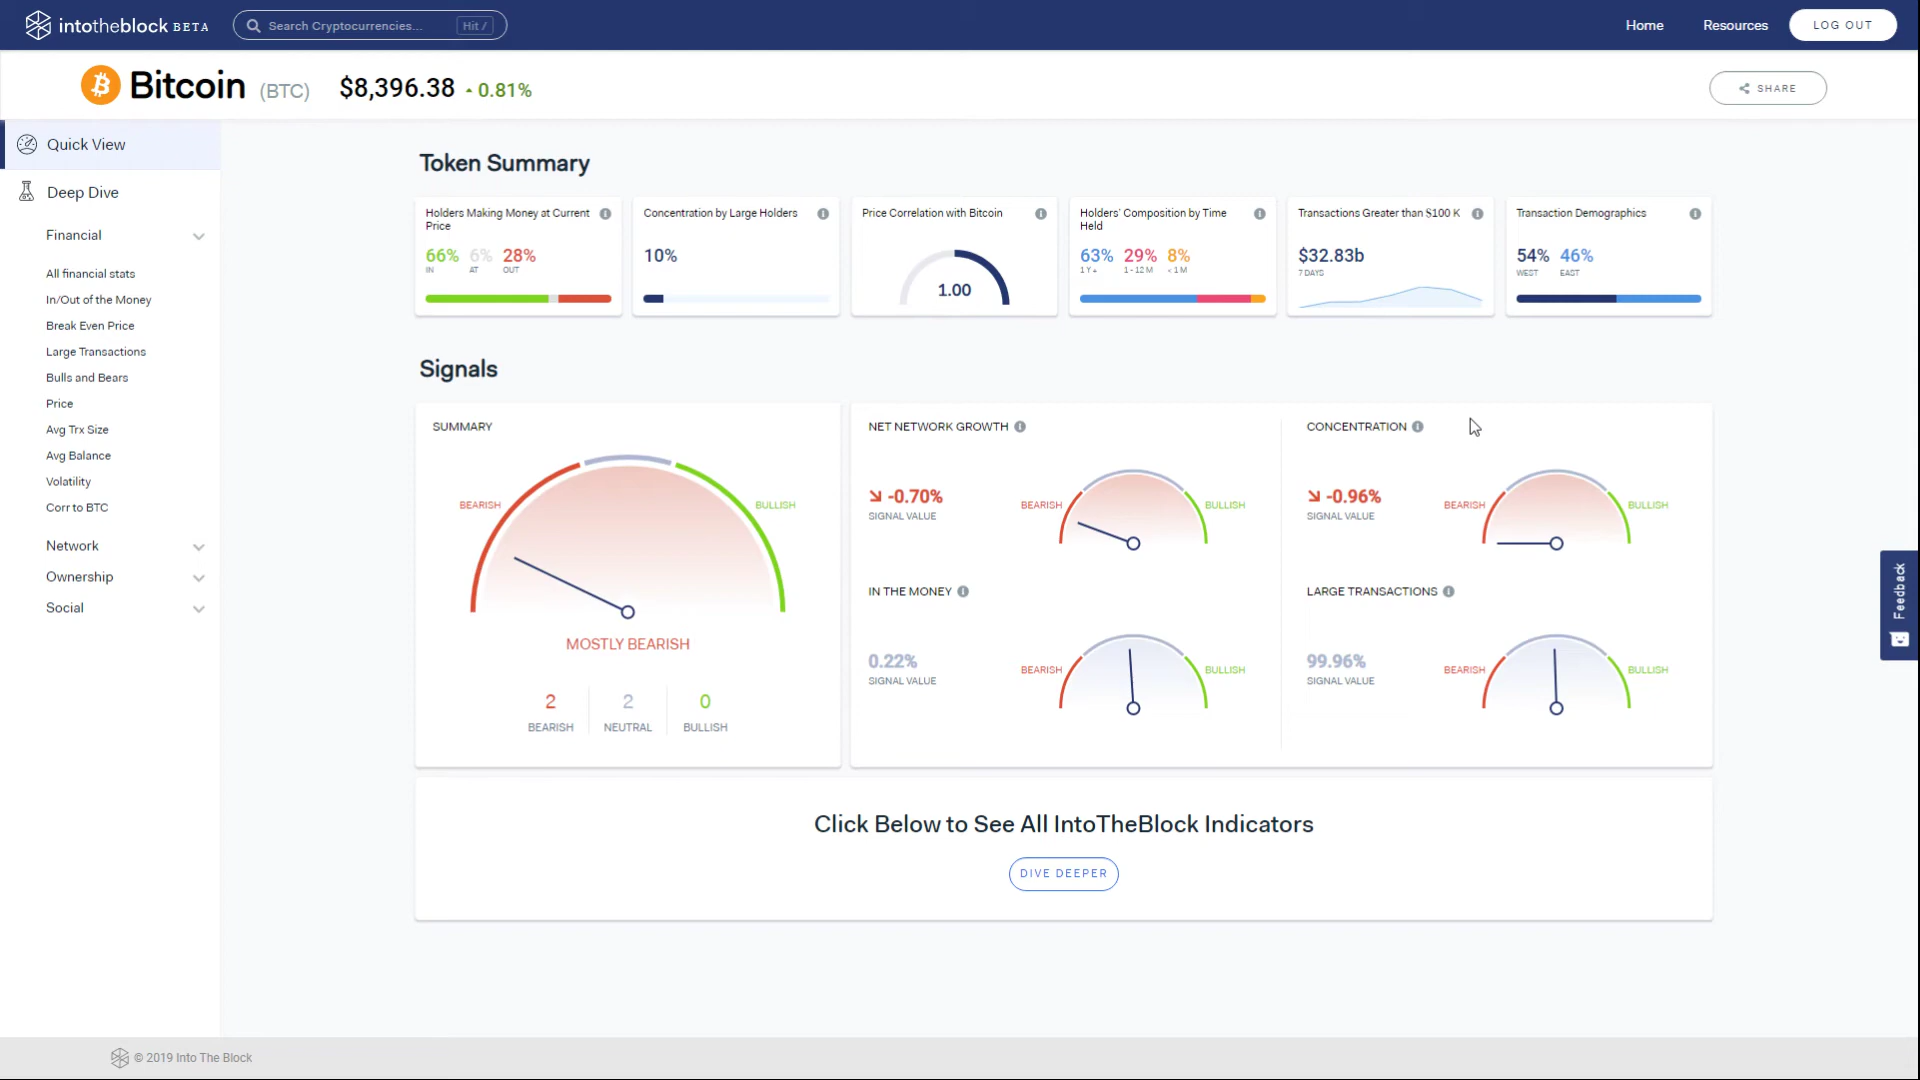 intotheblock BETA
Search Cryptocurrencies... Hit /
Home Resources LOG OUT
Bitcoin (BTC) $8,396.38 0.81%
SHARE
Quick View
Deep Dive
Financial
All financial stats
In/Out of the Money
Break Even Price
Large Transactions
Bulls and Bears
Price
Avg Trx Size
Avg Balance
Volatility
Corr to BTC
Network
Ownership
Social
Token Summary
Holders Making Money at Current
Price
66% 6% 28%
IN AT OUT
Concentration by Large Holders
10%
Price Correlation with Bitcoin
1.00
Holders' Composition by Time
Held
63% 29% 8%
1 Y + 1 - 12 M < 1 M
Transactions Greater than $100 K
$32.83b
7 DAYS
Transaction Demographics
54% 46%
WEST EAST
Signals
SUMMARY
BEARISH BULLISH
MOSTLY BEARISH
2 2 0
BEARISH NEUTRAL BULLISH
NET NETWORK GROWTH
-0.70%
SIGNAL VALUE
BEARISH BULLISH
CONCENTRATION
-0.96%
SIGNAL VALUE
BEARISH BULLISH
IN THE MONEY
0.22%
SIGNAL VALUE
BEARISH BULLISH
LARGE TRANSACTIONS
99.96%
SIGNAL VALUE
BEARISH BULLISH
Click Below to See All IntoTheBlock Indicators
DIVE DEEPER
Feedback
© 2019 Into The Block